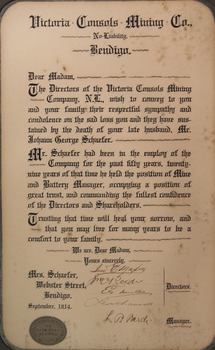 Victoria Consols Mining Co.,
No-Liability,
Bendigo.
Dear Madam,
The Directors of the Victoria Consols Mining
Company, N.L., wish to convey to you
and your family their respectful sympathy and
condolence on the sad loss you and they have sus-
tained by the death of your late husband, Mr.
Johann George Schaefer.
Mr. Schaefer had been in the employ of the
Company for the past fifty years, twenty-
nine years of that time he held the position of Mine
and Battery Manager, occupying a position of
great trust, and commanding the fullest confidence
of the Directors and Shareholders.
Trusting that time will heal your sorrow, and
that you may live for many years to be a
comfort to your family.
We are, Dear Madam,
Yours sincerely,
Mrs. Schaefer,
Webster Street,
Bendigo.
Directors.
September, 1914.
Manager.